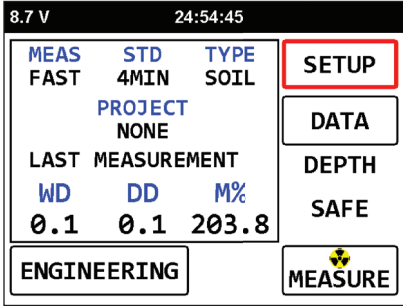 8.7 V 24:54:45
MEAS STD TYPE
FAST 4MIN SOIL
PROJECT
NONE
LAST MEASUREMENT
WD DD M%
0.1 0.1 203.8
ENGINEERING
SETUP
DATA
DEPTH
SAFE
MEASURE